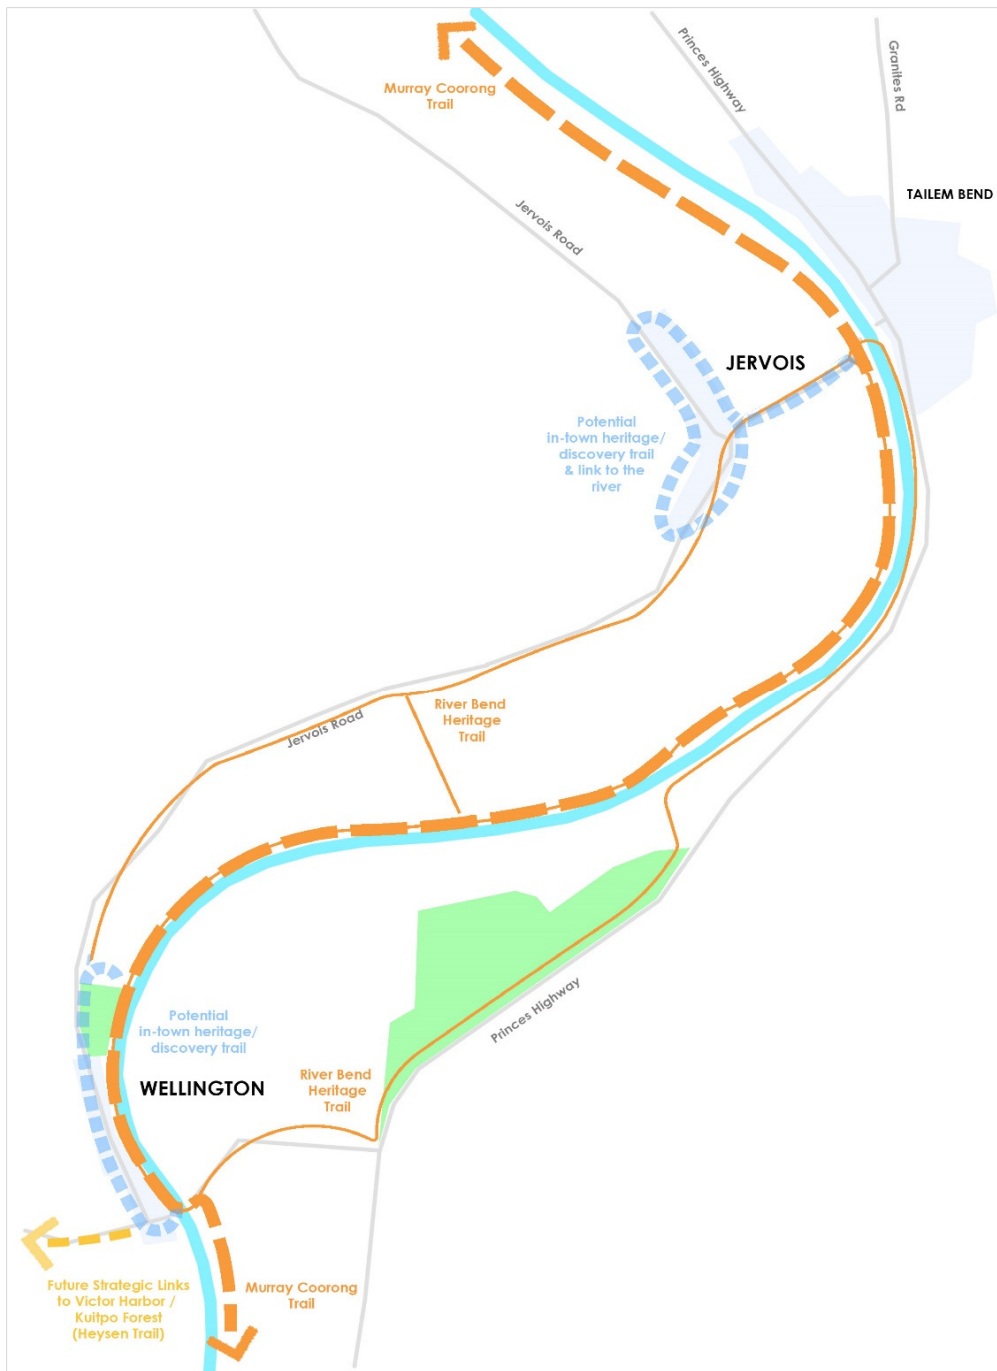 Murray Coorong
Trail
Princes Highway
Granites Rd
TAILEM BEND
Jervois Road
JERVOIS
Potential
in-town heritage/
discovery trail
& link to the
river
River Bend
Heritage
Trail
Jervois Road
Princes Highway
Potential
in-town heritage/
discovery trail
WELLINGTON
River Bend
Heritage
Trail
Future Strategic Links
to Victor Harbor /
Kuitpo Forest
(Heysen Trail)
Murray Coorong
Trail